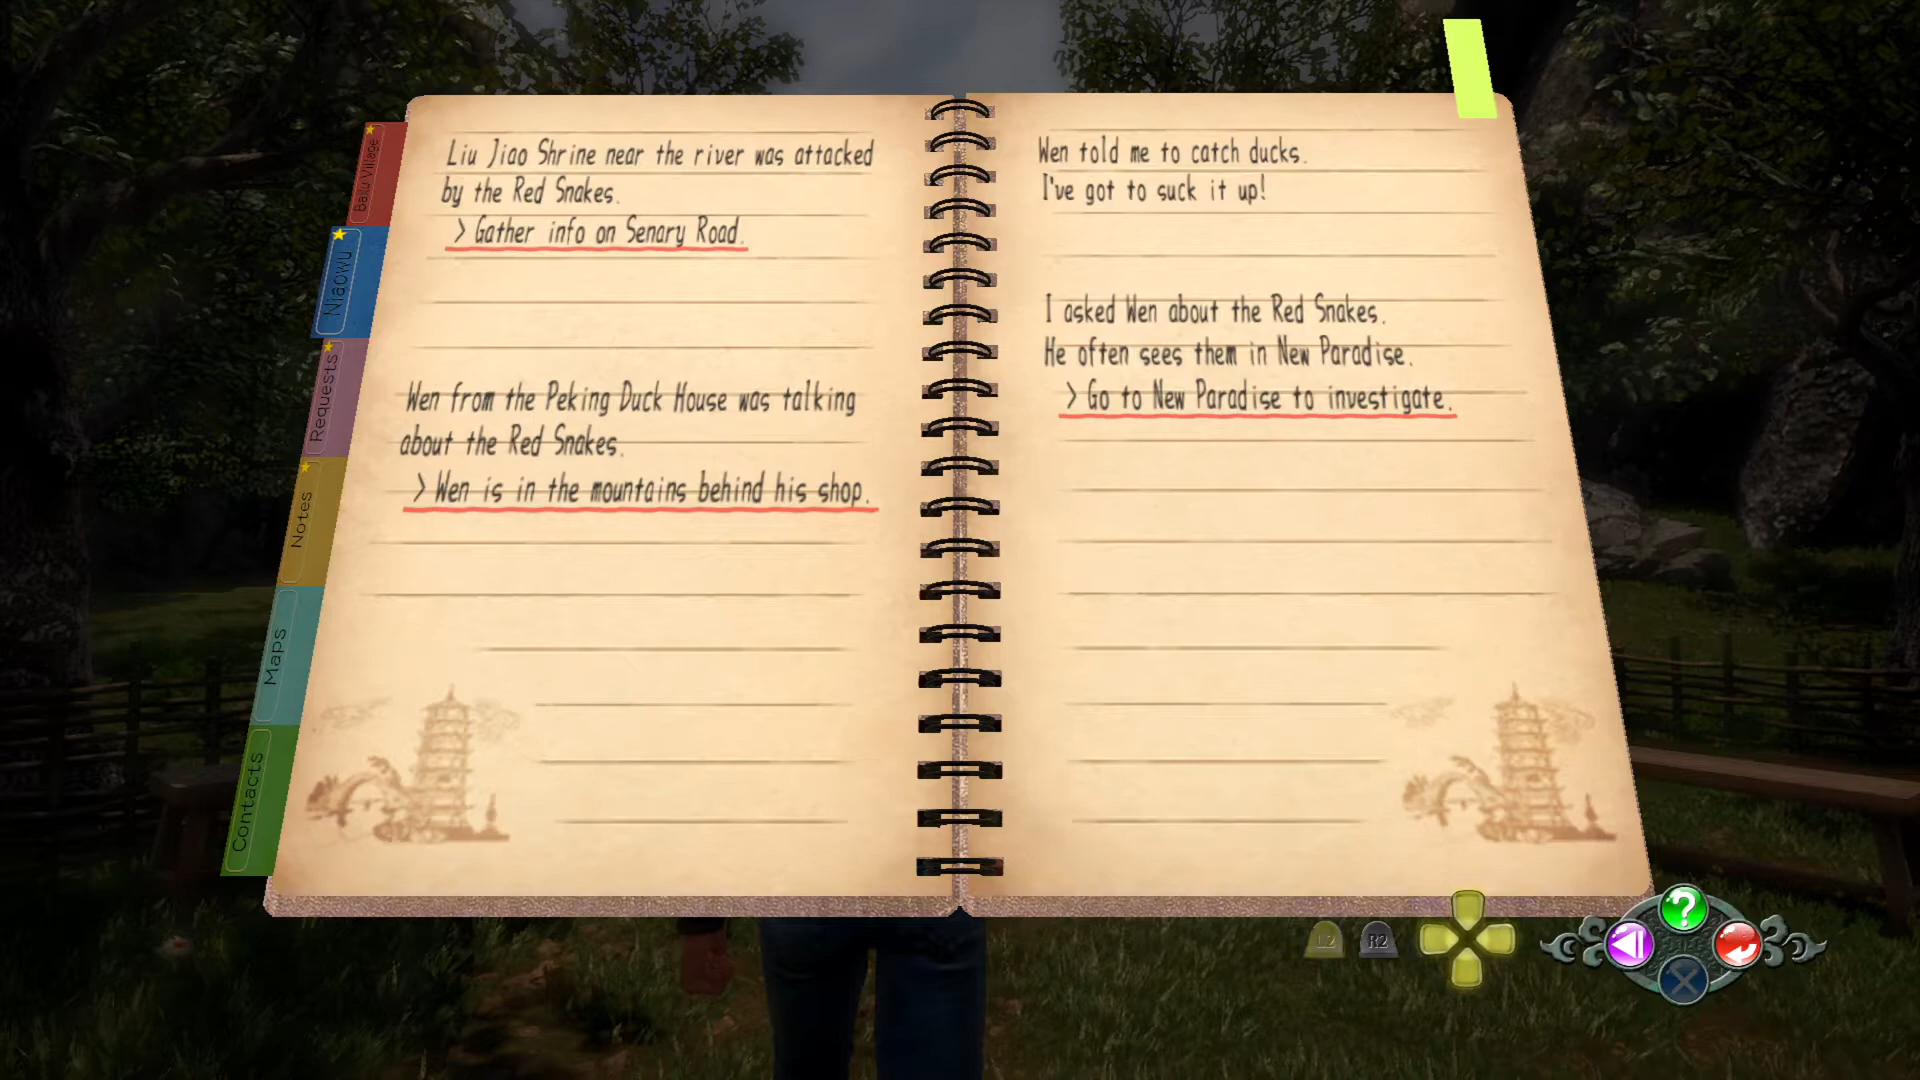 Bailu Village
Niaowu
Requests
Notes
Maps
Contacts
Liu Jiao Shrine near the river was attacked
by the Red Snakes.
> Gather info on Senary Road.
Wen from the Peking Duck House was talking
about the Red Snakes.
> Wen is in the mountains behind his shop.
Wen told me to catch ducks.
I've got to suck it up!
I asked Wen about the Red Snakes.
He often sees them in New Paradise.
> Go to New Paradise to investigate.
L2
R2
?